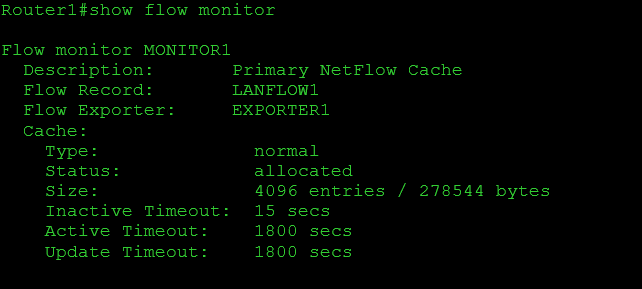 Router1#show flow monitor
Flow monitor MONITOR1
Description: Primary NetFlow Cache
Flow Record: LANFLOW1
Flow Exporter: EXPORTER1
Cache:
Type: normal
Status: allocated
Size: 4096 entries / 278544 bytes
Inactive Timeout: 15 secs
Active Timeout: 1800 secs
Update Timeout: 1800 secs